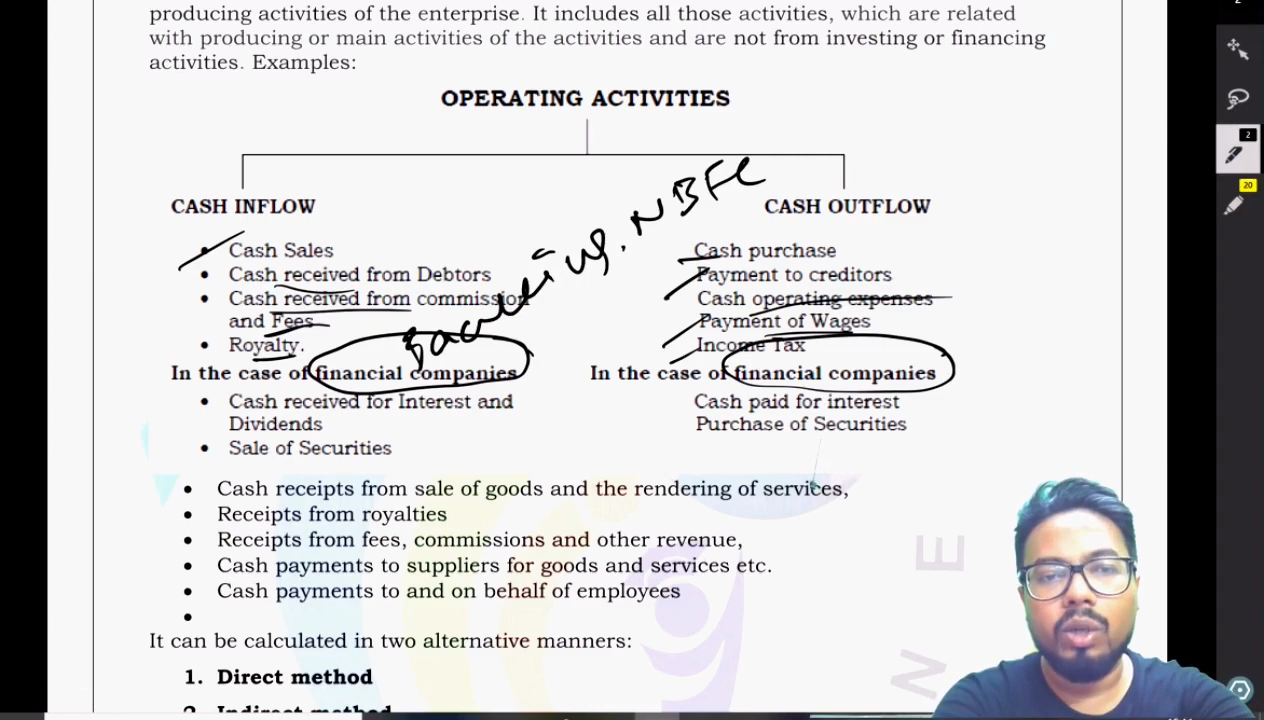 producing activities of the enterprise. It includes all those activities, which are related
with producing or main activities of the activities and are not from investing or financing
activities. Examples:
OPERATING ACTIVITIES
CASH INFLOW
• Cash Sales
• Cash received from Debtors
• Cash received from commission
and Fees
• Royalty.
In the case of financial companies
• Cash received for Interest and
Dividends
• Sale of Securities
NBFC
CASH OUTFLOW
Cash purchase
Payment to creditors
Cash operating expenses
Payment of Wages
Income Tax
In the case of financial companies
Cash paid for interest
Purchase of Securities
• Cash receipts from sale of goods and the rendering of services,
• Receipts from royalties
• Receipts from fees, commissions and other revenue,
• Cash payments to suppliers for goods and services etc.
• Cash payments to and on behalf of employees
•
It can be calculated in two alternative manners:
1. Direct method
2. Indirect method
N E
2
2
20